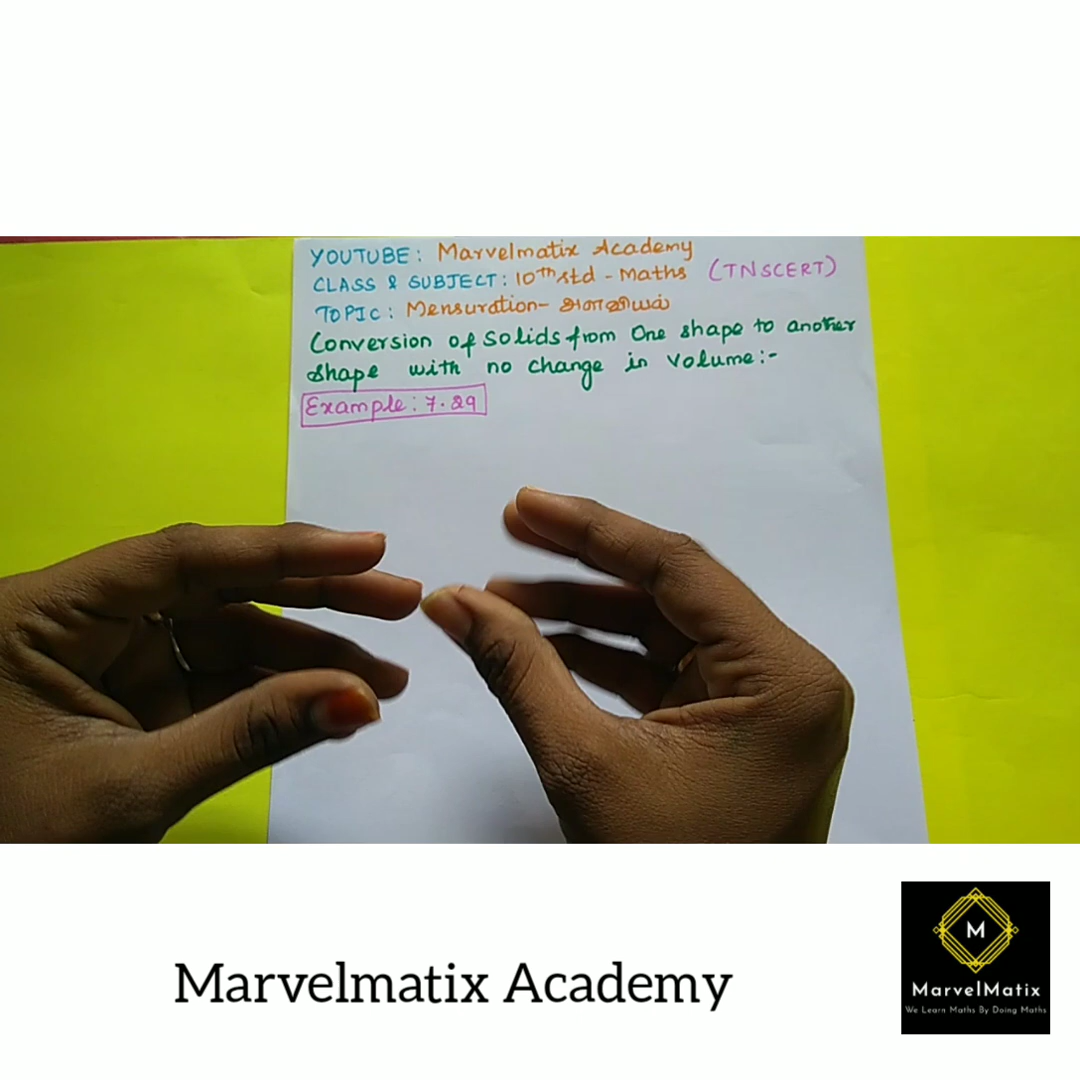 YOUTUBE: Marvelmatix Academy
CLASS & SUBJECT: 10th std - Maths (TNSCERT)
TOPIC: Mensuration- அளவியல்
Conversion of Solids from One shape to another
shape with no change in volume:-
Example: 7.29
Marvelmatix Academy
M
MarvelMatix
We Learn Maths By Doing Maths